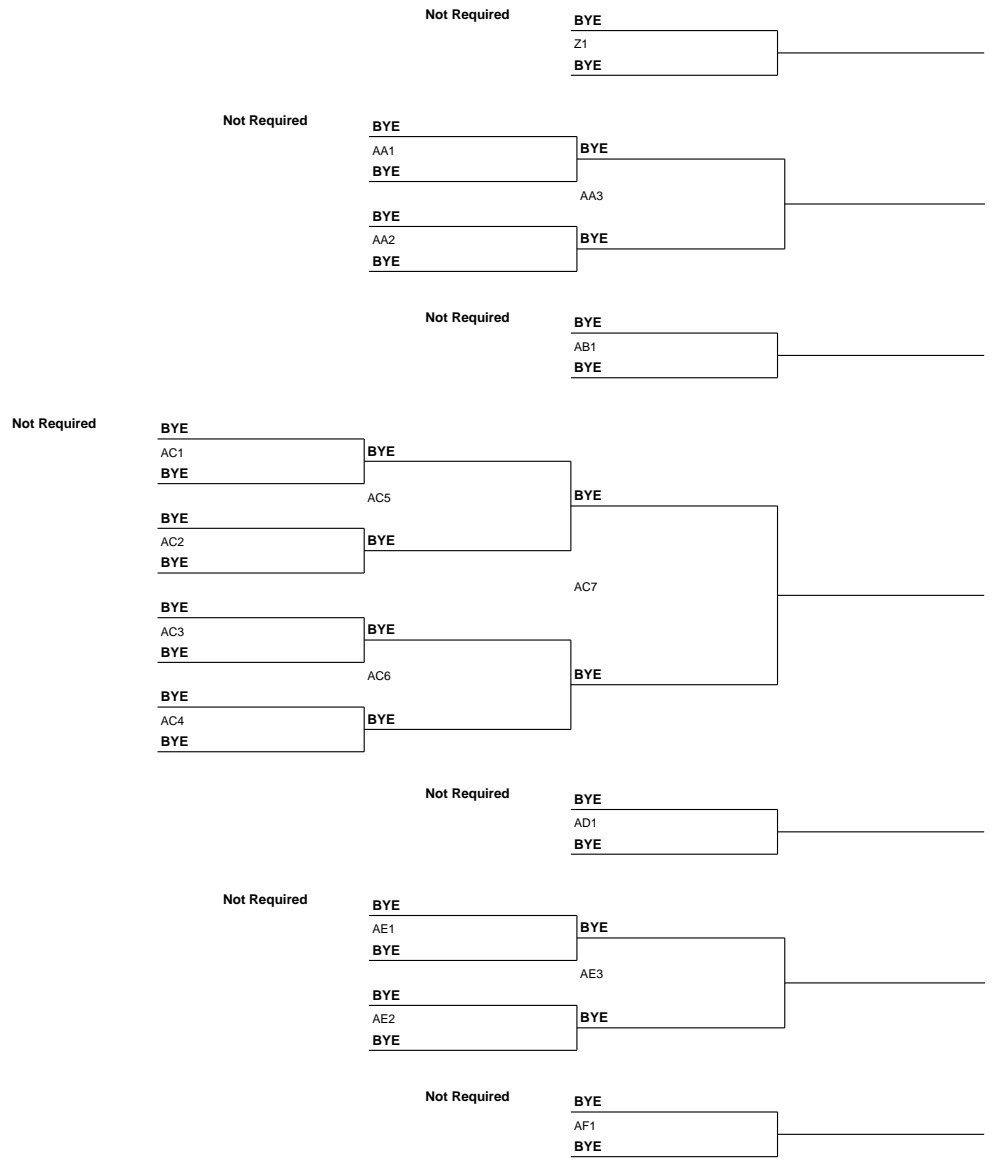 Not Required
BYE
Z1
BYE
Not Required
BYE
AA1
BYE
BYE
AA3
BYE
AA2
BYE
BYE
Not Required
BYE
AB1
BYE
Not Required
BYE
AC1
BYE
BYE
AC5
BYE
BYE
AC2
BYE
BYE
AC7
BYE
AC3
BYE
BYE
AC6
BYE
BYE
AC4
BYE
BYE
Not Required
BYE
AD1
BYE
Not Required
BYE
AE1
BYE
BYE
AE3
BYE
AE2
BYE
BYE
Not Required
BYE
AF1
BYE